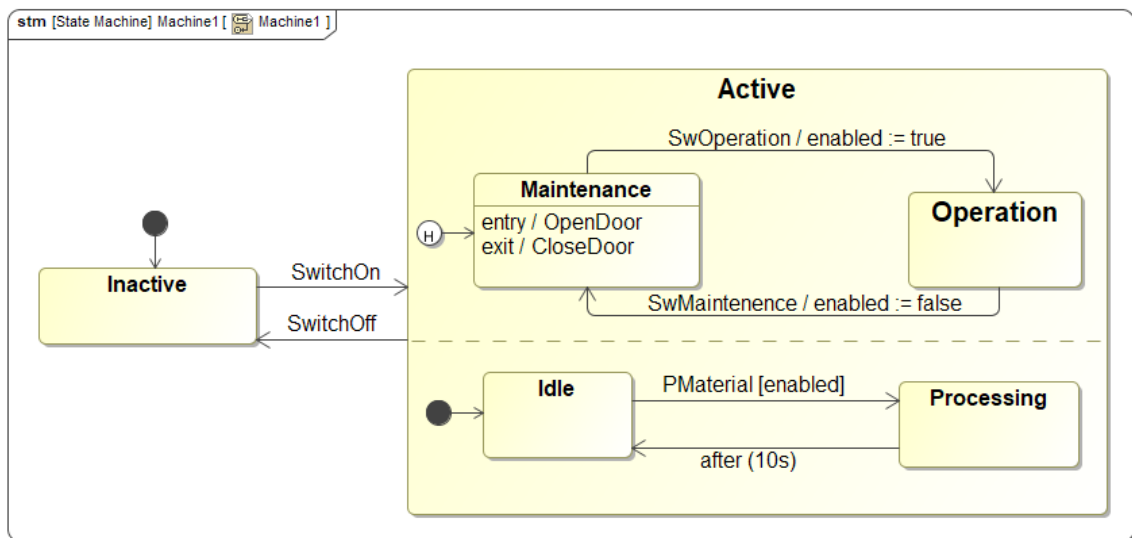 stm [State Machine] Machine1 [ Machine1 ]
Active
SwOperation / enabled := true
Maintenance
entry / OpenDoor
exit / CloseDoor
Operation
H
Inactive
SwitchOn
SwMaintenence / enabled := false
SwitchOff
Idle
PMaterial [enabled]
Processing
after (10s)